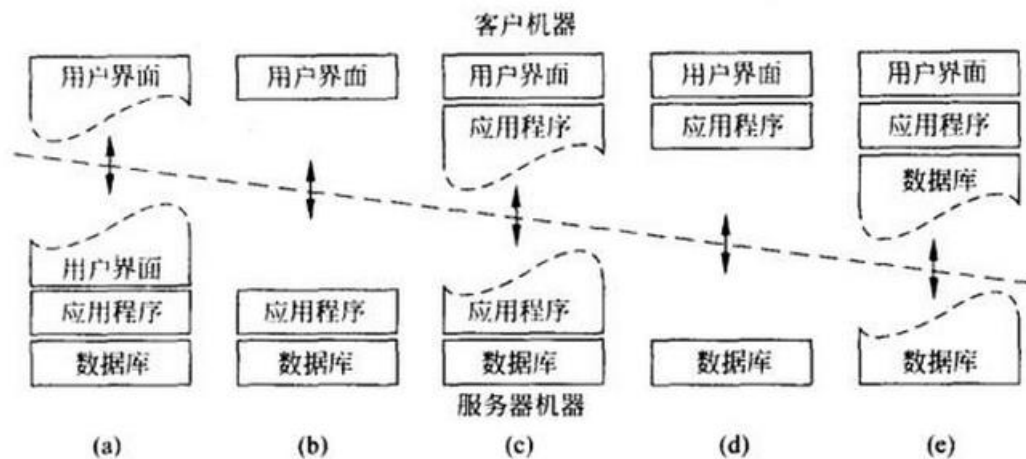 客户机器
用户界面 用户界面 用户界面 用户界面 用户界面
应用程序 应用程序 应用程序
数据库
用户界面
应用程序 应用程序 应用程序
数据库 数据库 数据库 数据库 数据库
服务器机器
(a) (b) (c) (d) (e)